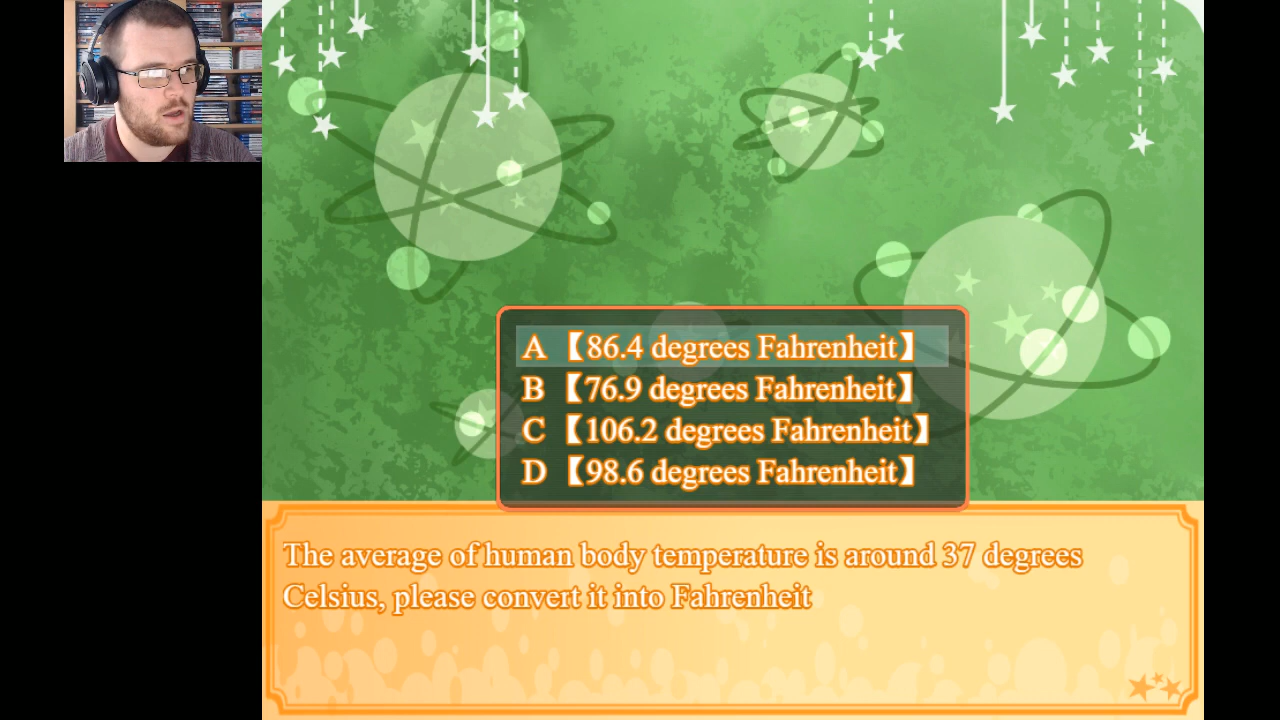 A 【86.4 degrees Fahrenheit】
B 【76.9 degrees Fahrenheit】
C 【106.2 degrees Fahrenheit】
D 【98.6 degrees Fahrenheit】
The average of human body temperature is around 37 degrees
Celsius, please convert it into Fahrenheit